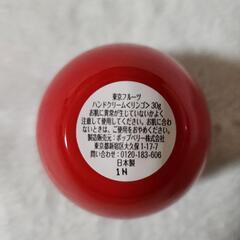 東京フルーツ
ハンドクリーム<リンゴ> 30g
お肌に異常が生じていないかよく
注意して使用してください。お肌に合わ
ないときは、ご使用をおやめください。
製造販売元：ポップベリー株式会社
東京都新宿区大久保1-17-7
問い合わせ：0120-183-606
日本製
1N